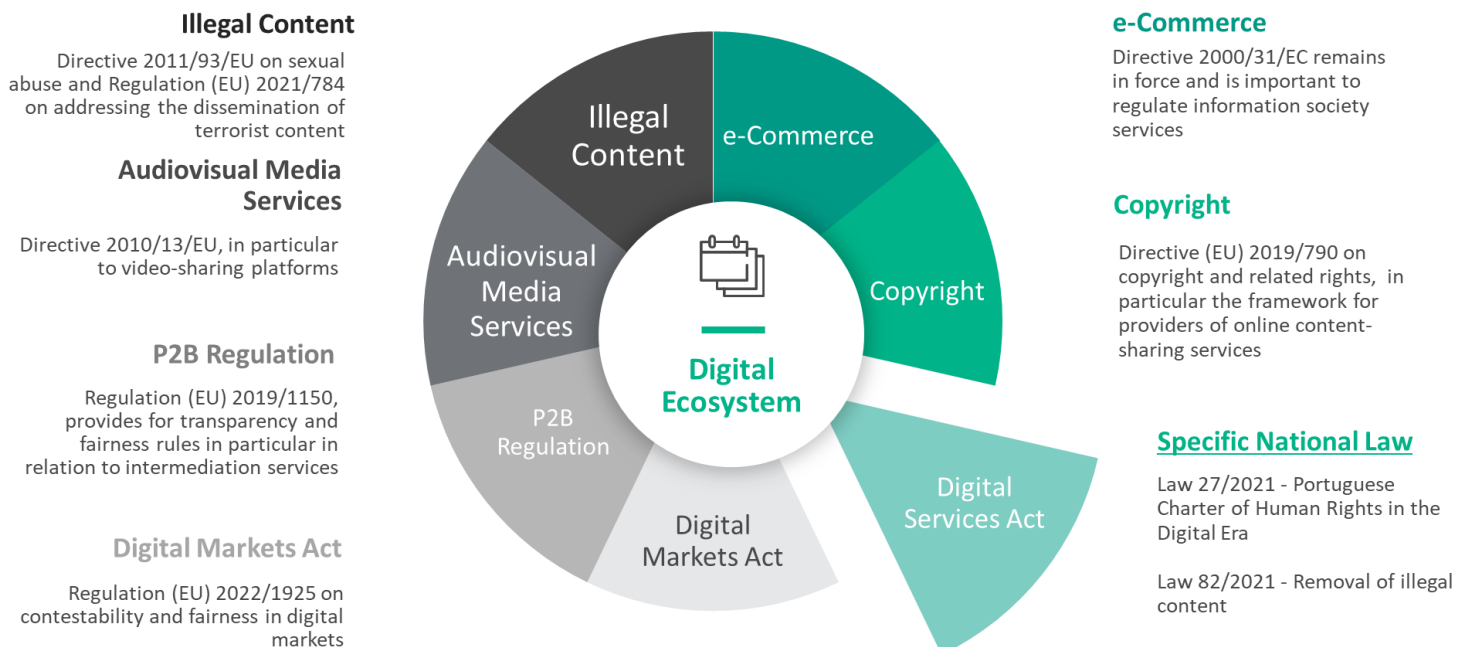 Illegal Content
Directive 2011/93/EU on sexual
abuse and Regulation (EU) 2021/784
on addressing the dissemination of
terrorist content
Audiovisual Media
Services
Directive 2010/13/EU, in particular
to video-sharing platforms
P2B Regulation
Regulation (EU) 2019/1150,
provides for transparency and
fairness rules in particular in
relation to intermediation services
Digital Markets Act
Regulation (EU) 2022/1925 on
contestability and fairness in digital
markets
Illegal
Content
e-Commerce
Audiovisual
Media
Services
Copyright
Digital
Ecosystem
P2B
Regulation
Digital
Services Act
Digital
Markets Act
e-Commerce
Directive 2000/31/EC remains
in force and is important to
regulate information society
services
Copyright
Directive (EU) 2019/790 on
copyright and related rights, in
particular the framework for
providers of online content-
sharing services
Specific National Law
Law 27/2021 - Portuguese
Charter of Human Rights in the
Digital Era
Law 82/2021 - Removal of illegal
content